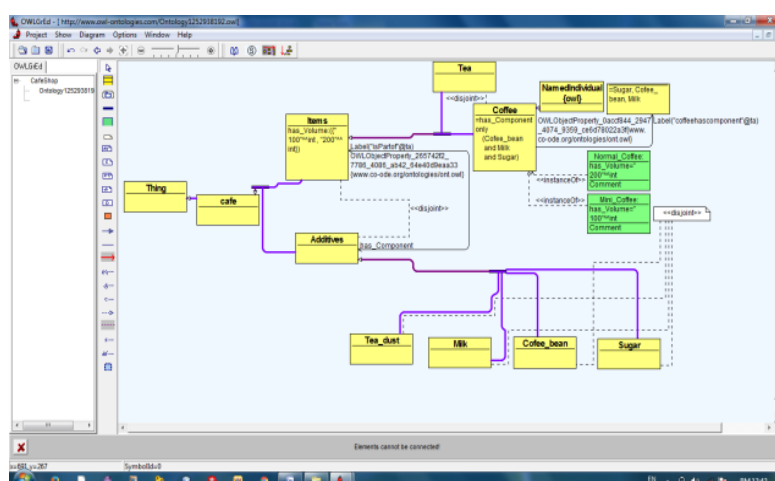 OWLGrEd - [ http://www.owl-ontologies.com/Ontology1252938192.owl]
Project Show Diagram Options Window Help
OWLGrEd
CafeShop
Ontology125293819
Tea
<<disjoint>>
Items
has_Volume:{("
100"^^int , "200"^^
int)}
Coffee
=has_Component
only
(Cofee_bean
and Milk
and Sugar)
NamedIndividual
{owl}
=Sugar, Cofee_
bean, Milk
Label("isPartof"@ta)
OWLObjectProperty_265742f2_
(www.co-ode.org/ontologies/ont.owl)
OWLObjectProperty_0accf844_2947
Label("coffeehascomponent"@ta)
_4074_9359_ce6d78022a3f(www.
co-ode.org/ontologies/ont.owl)
Normal_Coffee:
has_Volume="
200"^^int
Comment
<<instanceOf>>
Mini_Coffee:
has_Volume="
100"^^int
Comment
<<instanceOf>>
Thing
cafe
<<disjoint>>
<<disjoint>>
Additives
has_Component
Tea_dust
Milk
Cofee_bean
Sugar
Elements cannot be connected!
SymbolId=0